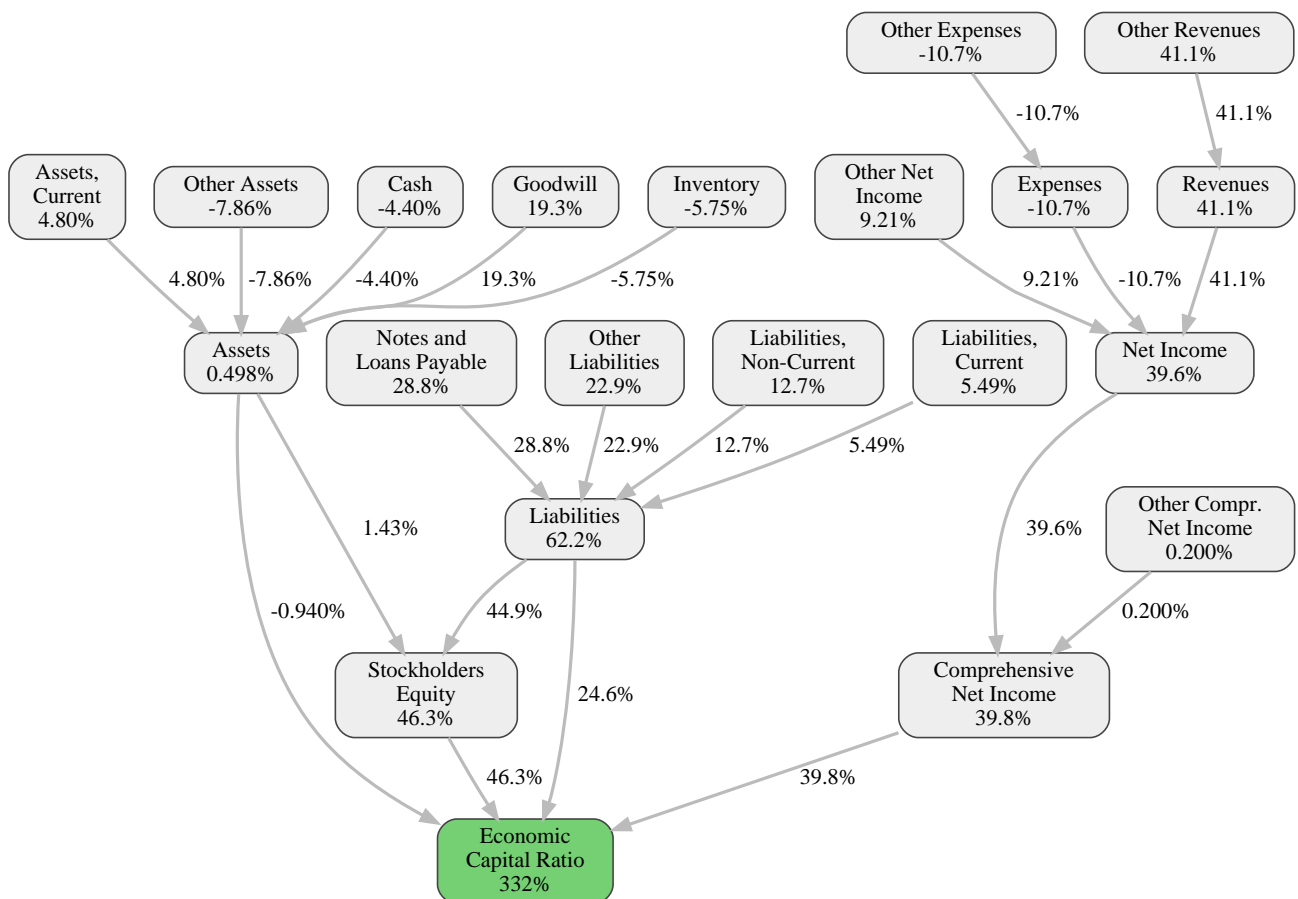 Other Expenses
-10.7%
Other Revenues
41.1%
-10.7%
41.1%
Assets,
Current
4.80%
Other Assets
-7.86%
Cash
-4.40%
Goodwill
19.3%
Inventory
-5.75%
Other Net
Income
9.21%
Expenses
-10.7%
Revenues
41.1%
4.80%
-7.86%
-4.40%
19.3%
-5.75%
9.21%
-10.7%
41.1%
Assets
0.498%
Notes and
Loans Payable
28.8%
Other
Liabilities
22.9%
Liabilities,
Non-Current
12.7%
Liabilities,
Current
5.49%
Net Income
39.6%
28.8%
22.9%
12.7%
5.49%
Liabilities
62.2%
Other Compr.
Net Income
0.200%
1.43%
39.6%
-0.940%
44.9%
0.200%
Stockholders
Equity
46.3%
24.6%
Comprehensive
Net Income
39.8%
46.3%
39.8%
Economic
Capital Ratio
332%